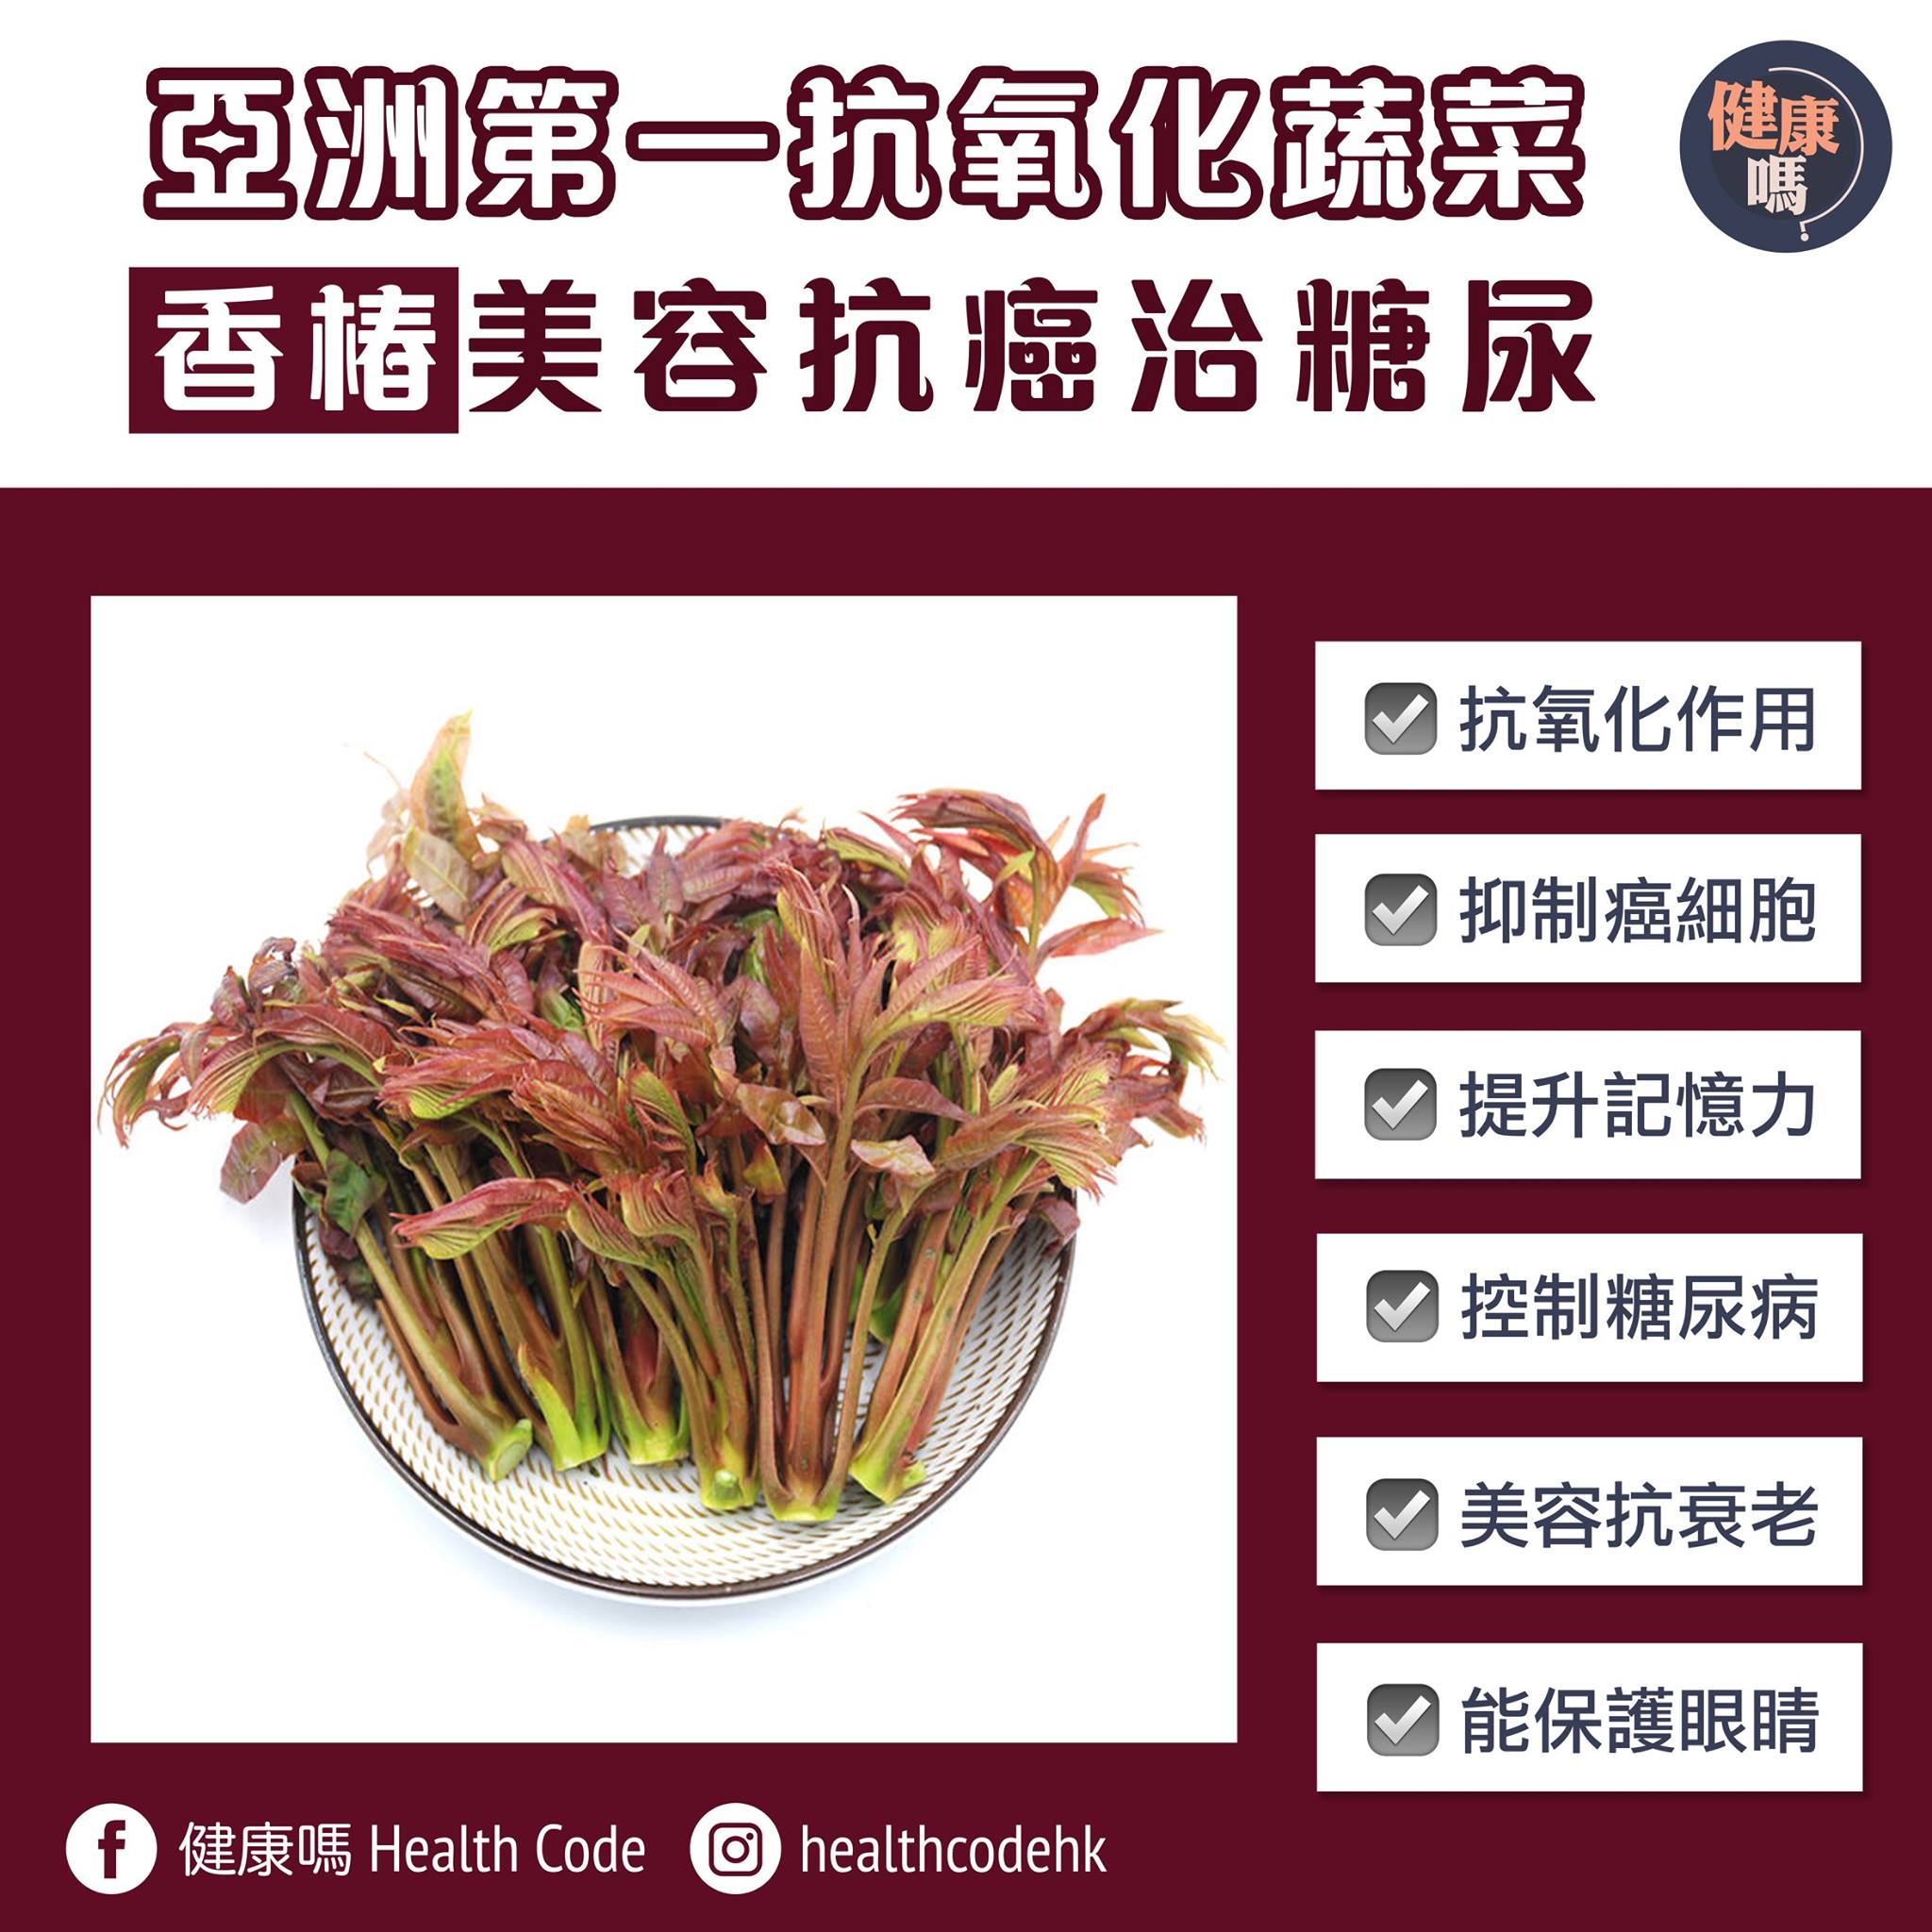 亞洲第一抗氧化蔬菜
健康
嗎?
香椿美容抗癌治糖尿
抗氧化作用
抑制癌細胞
提升記憶力
控制糖尿病
美容抗衰老
能保護眼睛
健康嗎 Health Code
healthcodehk